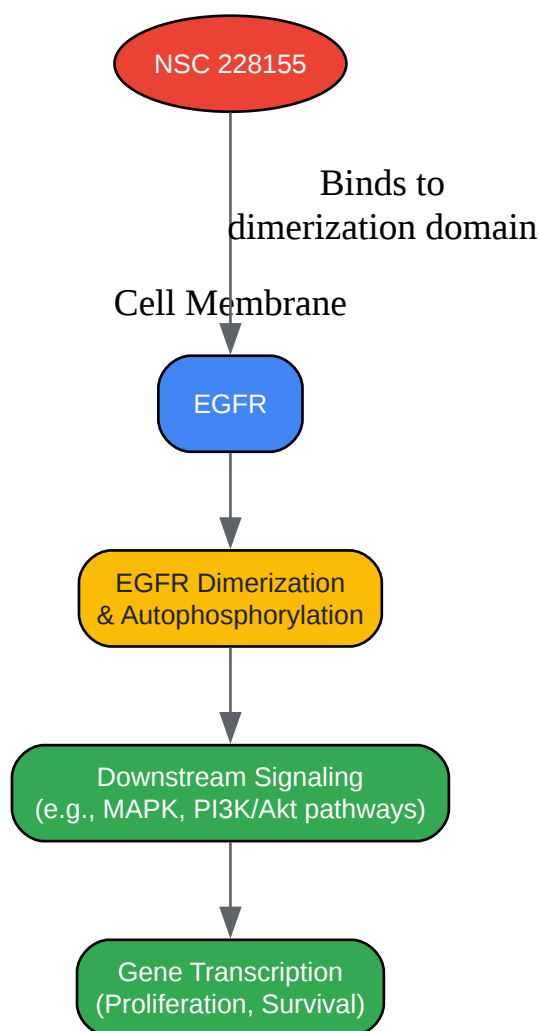 NSC 228155
Binds to
dimerization domain
Cell Membrane
EGFR
EGFR Dimerization
& Autophosphorylation
Downstream Signaling
(e.g., MAPK, PI3K/Akt pathways)
Gene Transcription
(Proliferation, Survival)